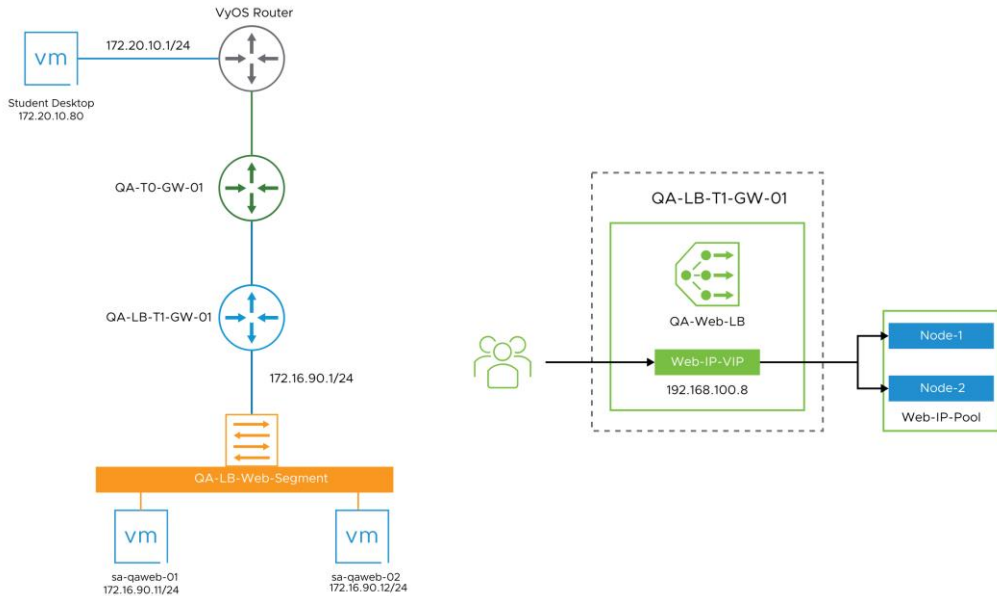 VyOS Router
172.20.10.1/24
vm
Student Desktop
172.20.10.80
QA-T0-GW-01
QA-LB-T1-GW-01
172.16.90.1/24
QA-LB-Web-Segment
vm
sa-qaweb-01
172.16.90.11/24
vm
sa-qaweb-02
172.16.90.12/24
QA-LB-T1-GW-01
QA-Web-LB
Web-IP-VIP
192.168.100.8
Node-1
Node-2
Web-IP-Pool